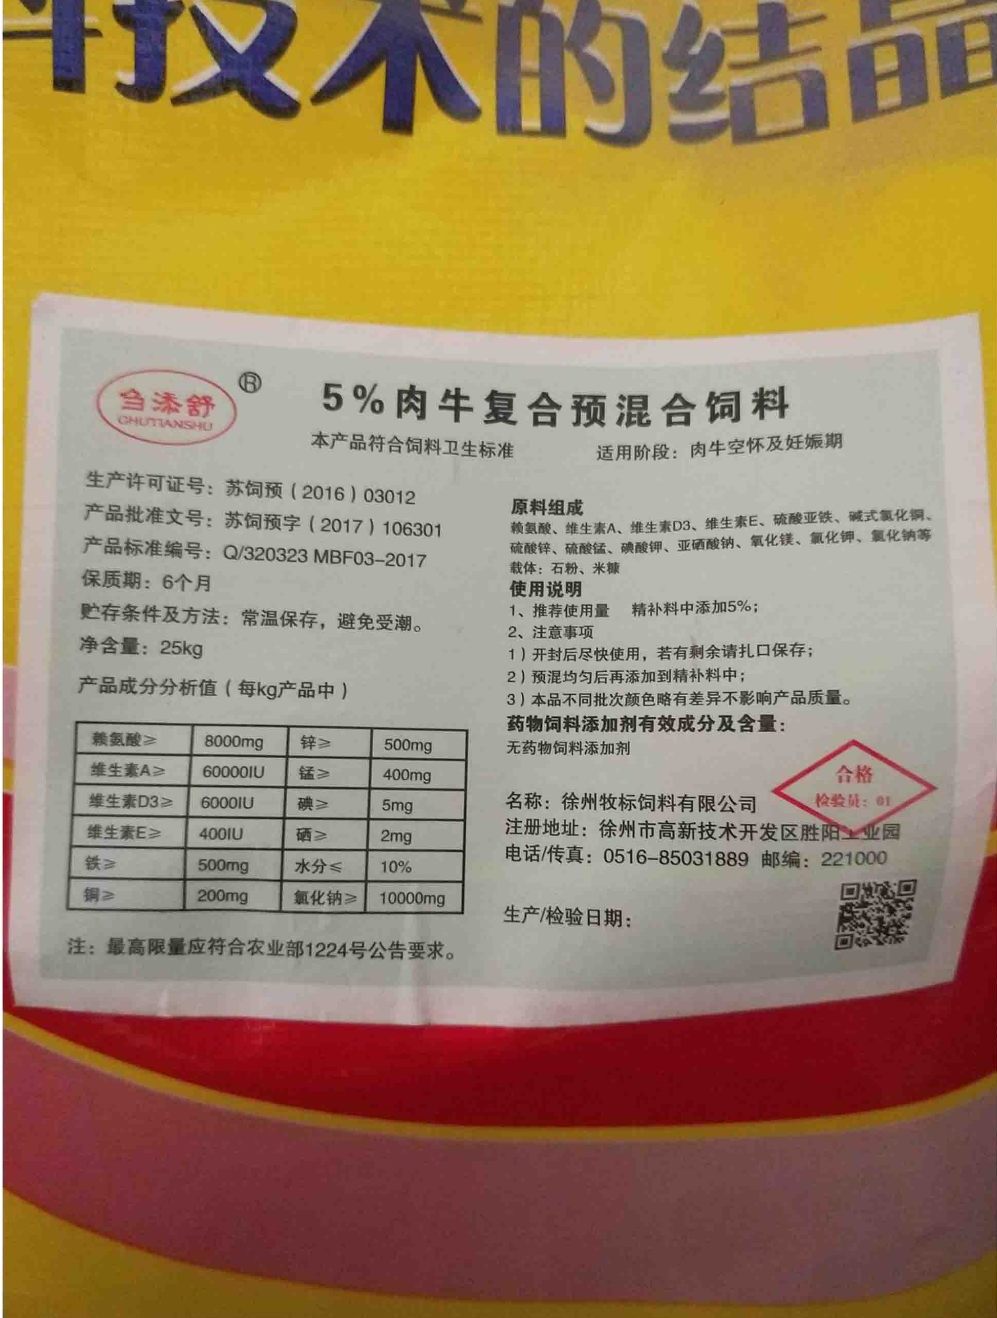 技术的结晶
刍添舒
CHUTIANSHU
®
5%肉牛复合预混合饲料
本产品符合饲料卫生标准 适用阶段：肉牛空怀及妊娠期
生产许可证号：苏饲预（2016）03012
产品批准文号：苏饲预字（2017）106301
产品标准编号：Q/320323 MBF03-2017
保质期：6个月
贮存条件及方法：常温保存，避免受潮。
净含量：25kg
产品成分分析值（每kg产品中）
赖氨酸≥ 8000mg 锌≥ 500mg
维生素A≥ 60000IU 锰≥ 400mg
维生素D3≥ 6000IU 碘≥ 5mg
维生素E≥ 400IU 硒≥ 2mg
铁≥ 500mg 水分≤ 10%
铜≥ 200mg 氯化钠≥ 10000mg
注：最高限量应符合农业部1224号公告要求。
原料组成
赖氨酸、维生素A、维生素D3、维生素E、硫酸亚铁、碱式氯化铜、
硫酸锌、硫酸锰、碘酸钾、亚硒酸钠、氧化镁、氯化钾、氯化钠等
载体：石粉、米糠
使用说明
1、推荐使用量 精补料中添加5%；
2、注意事项
1）开封后尽快使用，若有剩余请扎口保存；
2）预混均匀后再添加到精补料中；
3）本品不同批次颜色略有差异不影响产品质量。
药物饲料添加剂有效成分及含量：
无药物饲料添加剂
合格
检验员：01
名称：徐州牧标饲料有限公司
注册地址：徐州市高新技术开发区胜阳工业园
电话/传真：0516-85031889 邮编：221000
生产/检验日期：